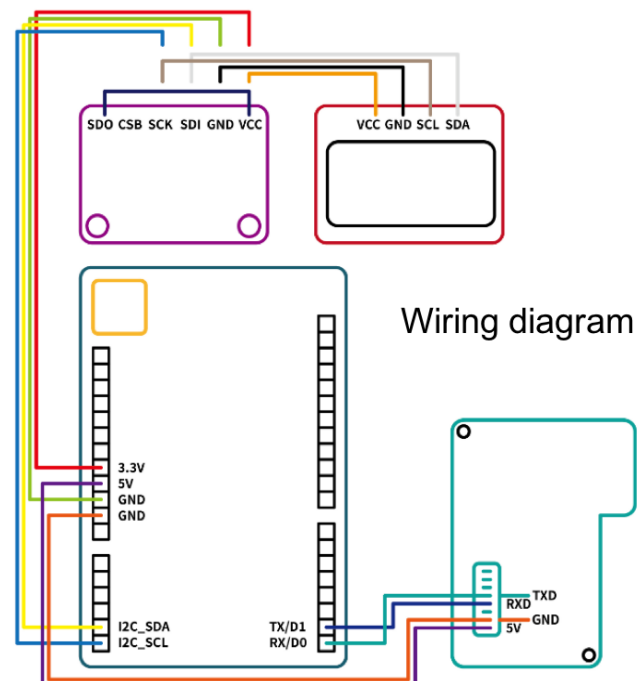 SDO CSB SCK SDI GND VCC
VCC GND SCL SDA
Wiring diagram
3.3V
5V
GND
GND
I2C_SDA
I2C_SCL
TX/D1
RX/D0
TXD
RXD
GND
5V